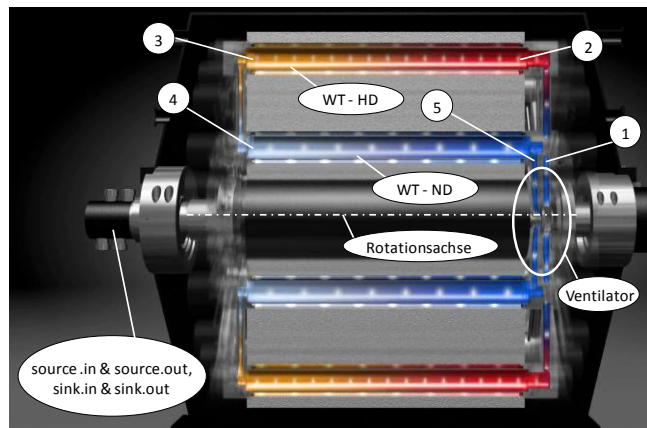 3
2
WT - HD
4
5
1
WT - ND
Rotationsachse
Ventilator
source .in & source.out,
sink.in & sink.out